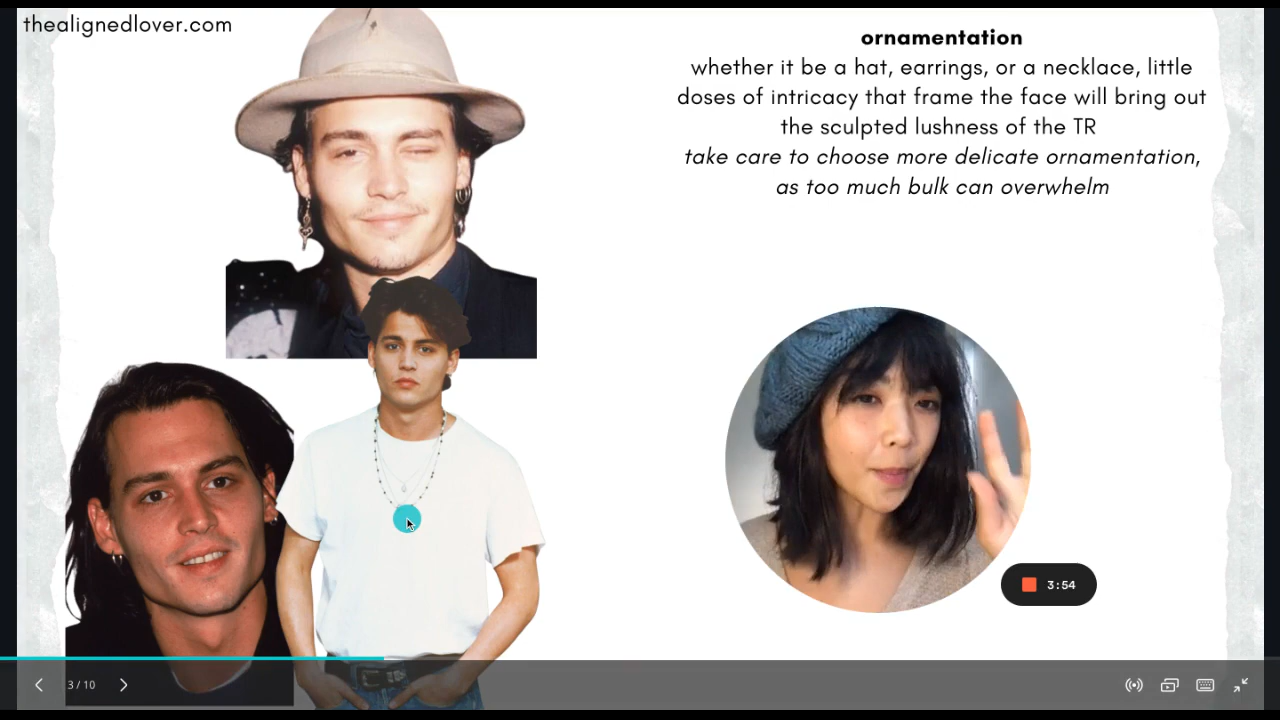 thealignedlover.com
ornamentation
whether it be a hat, earrings, or a necklace, little
doses of intricacy that frame the face will bring out
the sculpted lushness of the TR
take care to choose more delicate ornamentation,
as too much bulk can overwhelm
3:54
3 / 10